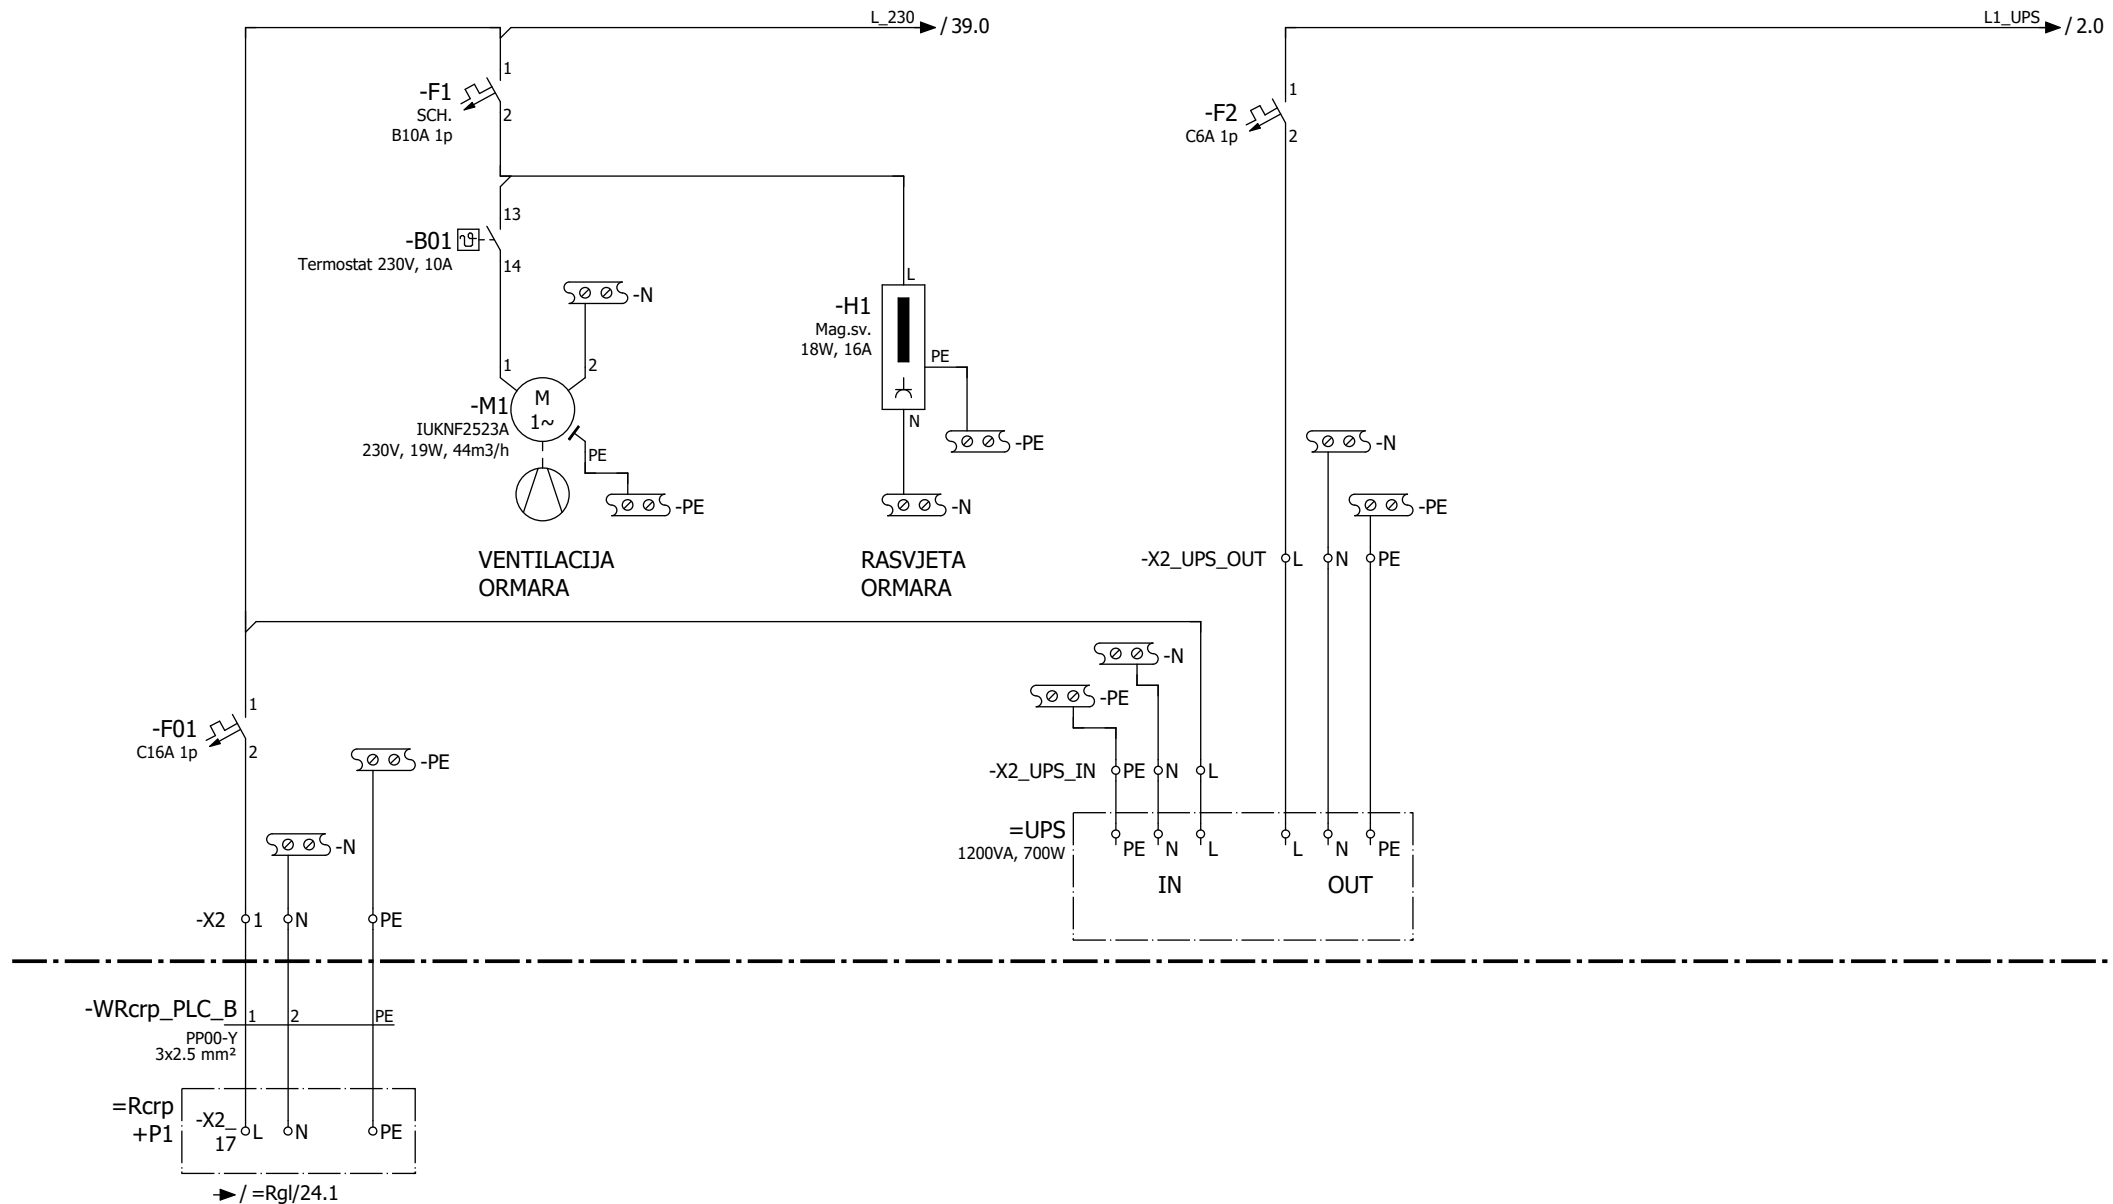 L_230
/ 39.0
L1_UPS
/ 2.0
1
-F1
SCH.
B10A 1p
2
1
-F2
C6A 1p
2
13
-B01
Termostat 230V, 10A
14
-N
L
-H1
Mag.sv.
18W, 16A
PE
N
-PE
-N
1
2
-M1
M
1~
IUKNF2523A
230V, 19W, 44m3/h
PE
-PE
-N
-PE
VENTILACIJA
ORMARA
RASVJETA
ORMARA
-X2_UPS_OUT
L
N
PE
-N
-PE
1
-F01
C16A 1p
2
-PE
-N
-X2_UPS_IN
PE
N
L
=UPS
1200VA, 700W
PE
N
L
L
N
PE
IN
OUT
-X2
1
N
PE
-WRcrp_PLC_B
1
2
PE
PP00-Y
3x2.5 mm²
=Rcrp
+P1
-X2_
17
L
N
PE
/ =Rgl/24.1